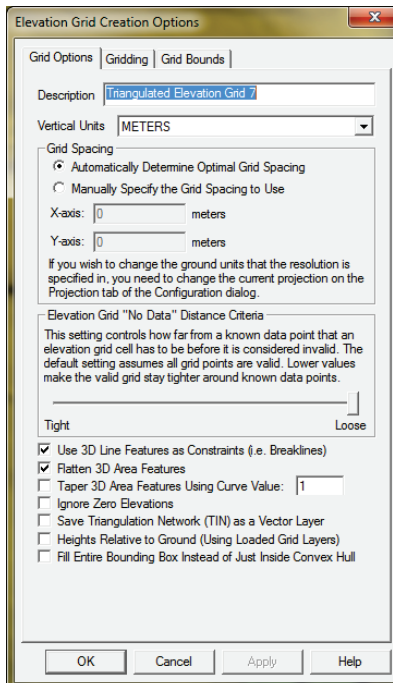 Elevation Grid Creation Options
Grid Options Gridding Grid Bounds
Description Triangulated Elevation Grid 7
Vertical Units METERS
Grid Spacing
Automatically Determine Optimal Grid Spacing
Manually Specify the Grid Spacing to Use
X-axis: 0 meters
Y-axis: 0 meters
If you wish to change the ground units that the resolution is
specified in, you need to change the current projection on the
Projection tab of the Configuration dialog.
Elevation Grid "No Data" Distance Criteria
This setting controls how far from a known data point that an
elevation grid cell has to be before it is considered invalid. The
default setting assumes all grid points are valid. Lower values
make the valid grid stay tighter around known data points.
Tight Loose
Use 3D Line Features as Constraints (i.e. Breaklines)
Flatten 3D Area Features
Taper 3D Area Features Using Curve Value: 1
Ignore Zero Elevations
Save Triangulation Network (TIN) as a Vector Layer
Heights Relative to Ground (Using Loaded Grid Layers)
Fill Entire Bounding Box Instead of Just Inside Convex Hull
OK Cancel Apply Help